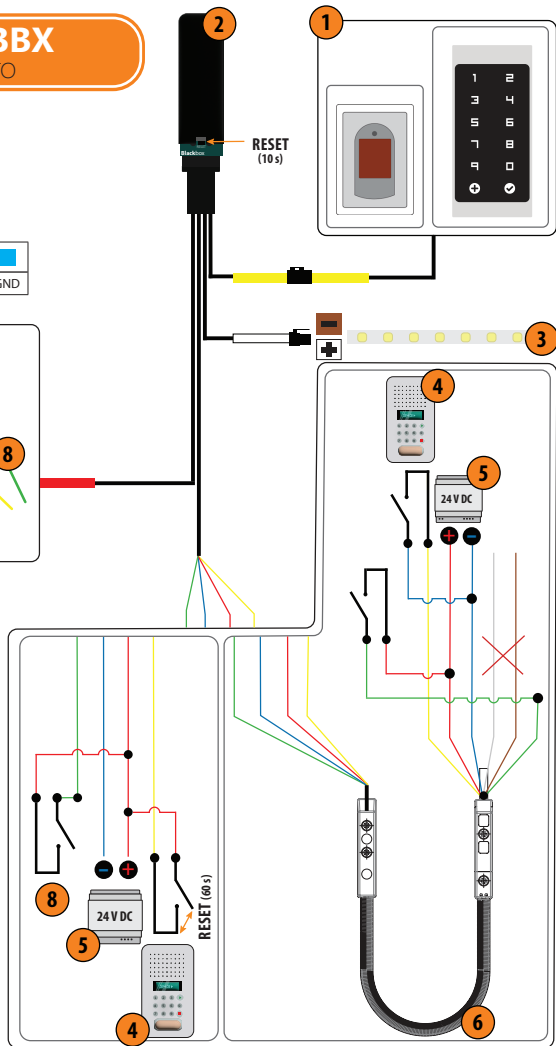 BBX
2
1
RESET
(10 s)
Blackbox
1 2
3 4
5 6
7 8
9 0
GND
3
4
8
5
24 V DC
+ −
8
− +
24 V DC
5
RESET (60 s)
4
6